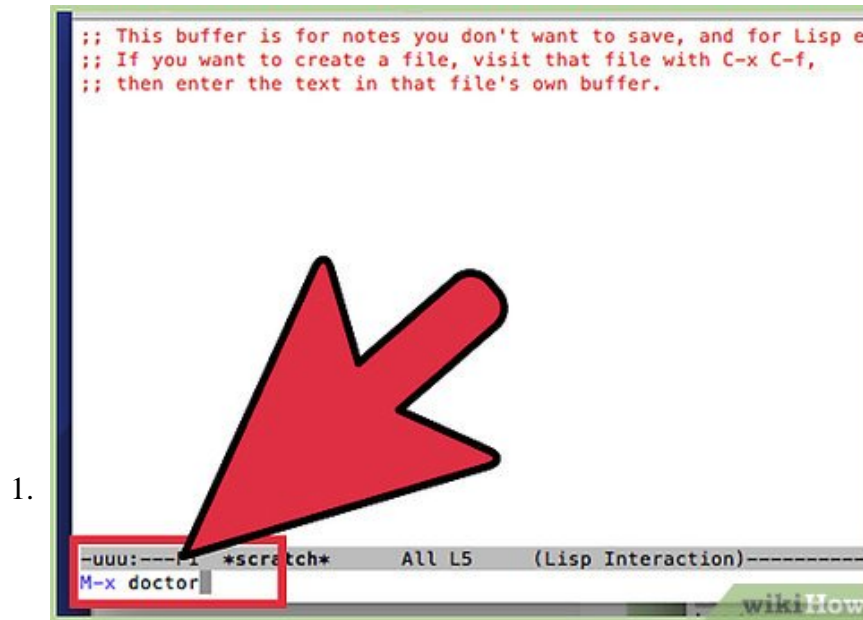 ;; This buffer is for notes you don't want to save, and for Lisp e
;; If you want to create a file, visit that file with C-x C-f,
;; then enter the text in that file's own buffer.
1.
-uuu:---F1 *scratch* All L5 (Lisp Interaction)----------
M-x doctor
wikiHow